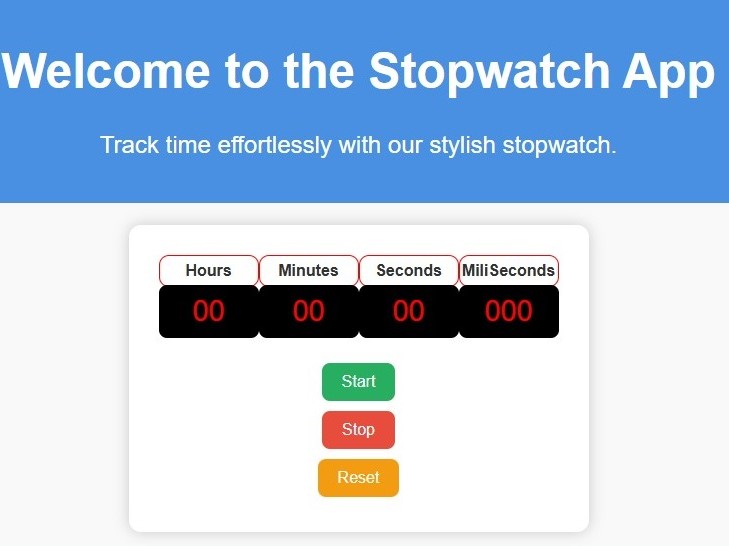 Welcome to the Stopwatch App
Track time effortlessly with our stylish stopwatch.
Hours Minutes Seconds MiliSeconds
00 00 00 000
Start
Stop
Reset